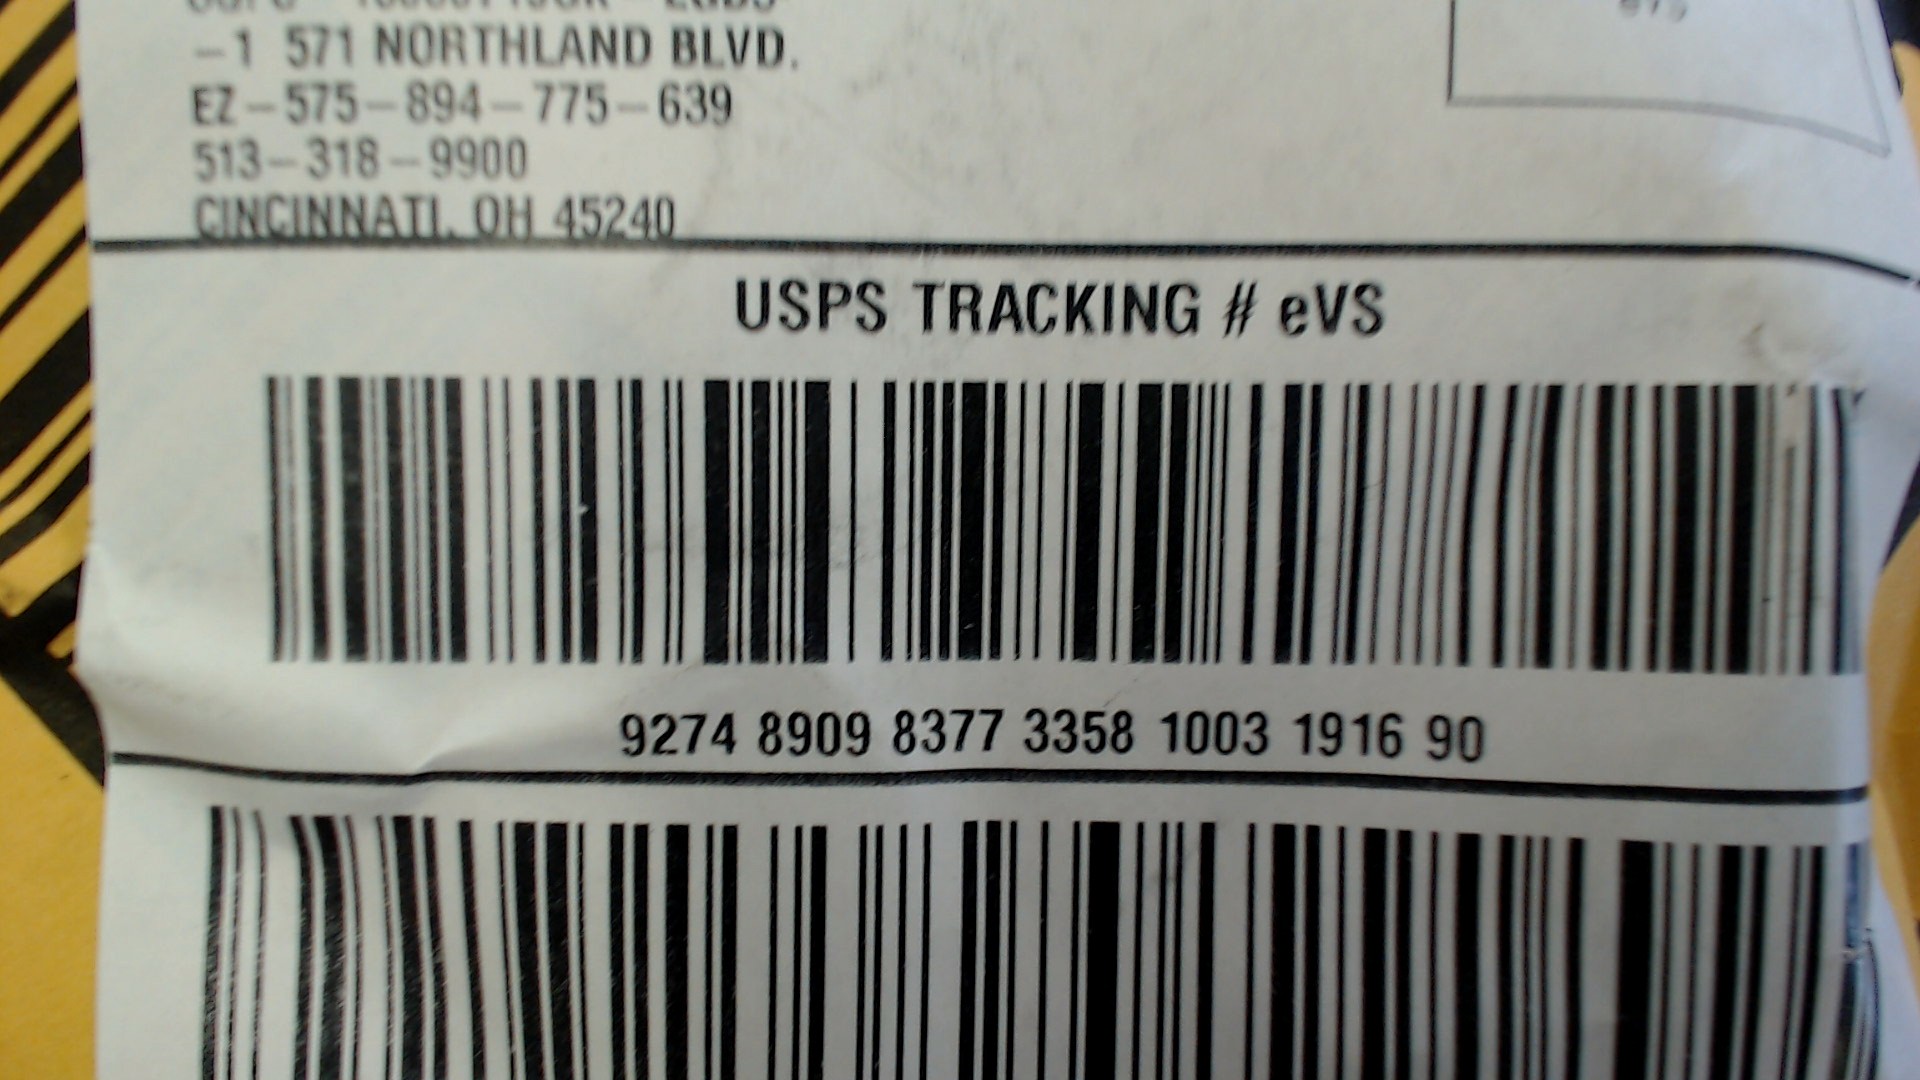 -1 571 NORTHLAND BLVD.
EZ-575-894-775-639
513-318-9900
CINCINNATI, OH 45240
USPS TRACKING # eVS
9274 8909 8377 3358 1003 1916 90